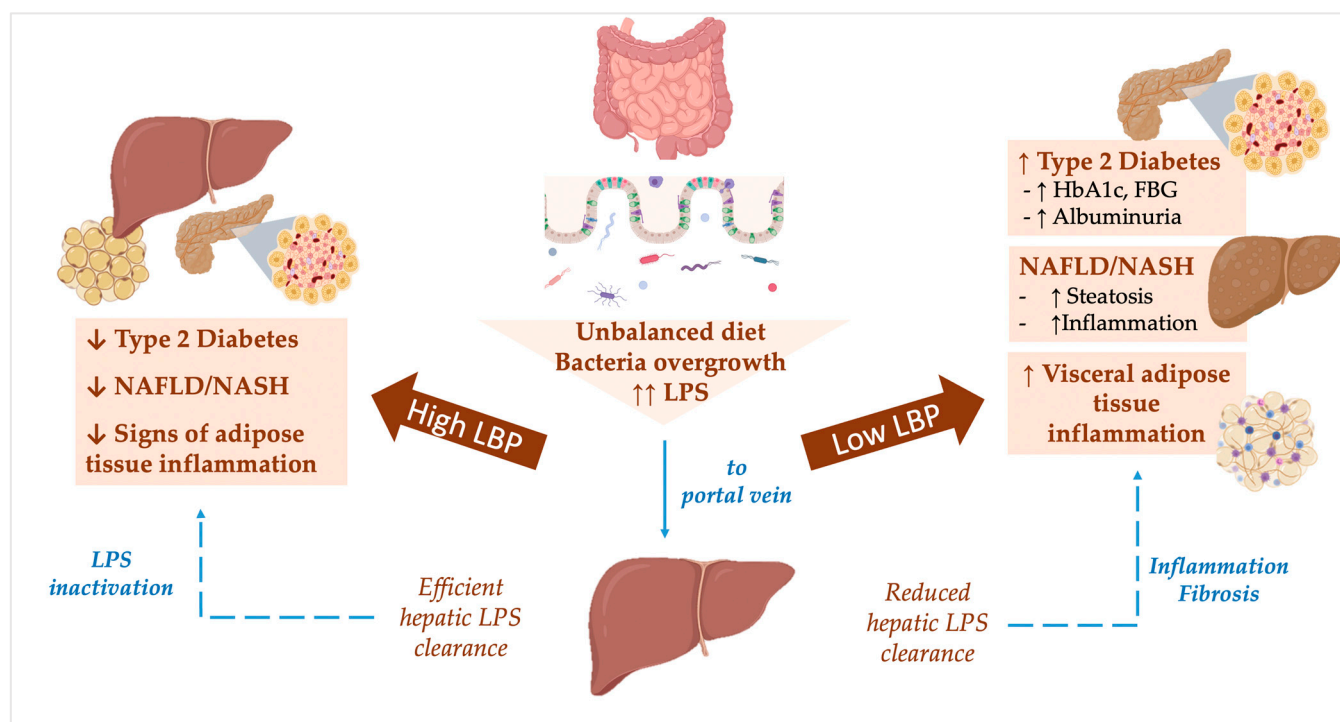 Unbalanced diet
Bacteria overgrowth
↑↑ LPS
High LBP
Low LBP
to
portal vein
↓ Type 2 Diabetes
↓ NAFLD/NASH
↓ Signs of adipose
tissue inflammation
LPS
inactivation
Efficient
hepatic LPS
clearance
↑ Type 2 Diabetes
- ↑ HbA1c, FBG
- ↑ Albuminuria
NAFLD/NASH
- ↑ Steatosis
- ↑Inflammation
↑ Visceral adipose
tissue
inflammation
Reduced
hepatic LPS
clearance
Inflammation
Fibrosis